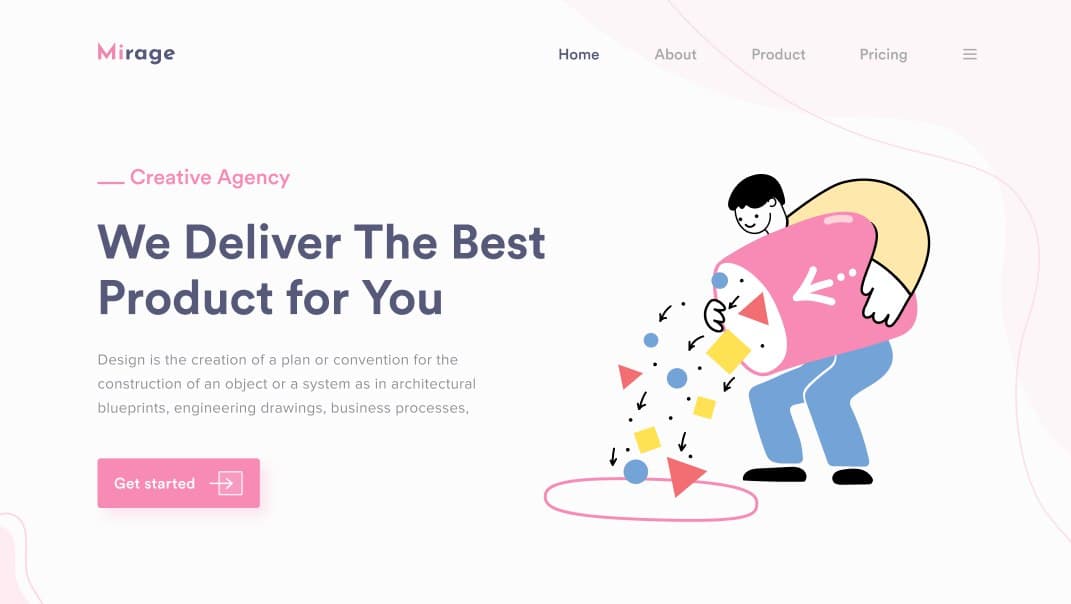 Mirage
Home About Product Pricing
Creative Agency
We Deliver The Best
Product for You
Design is the creation of a plan or convention for the
construction of an object or a system as in architectural
blueprints, engineering drawings, business processes,
Get started